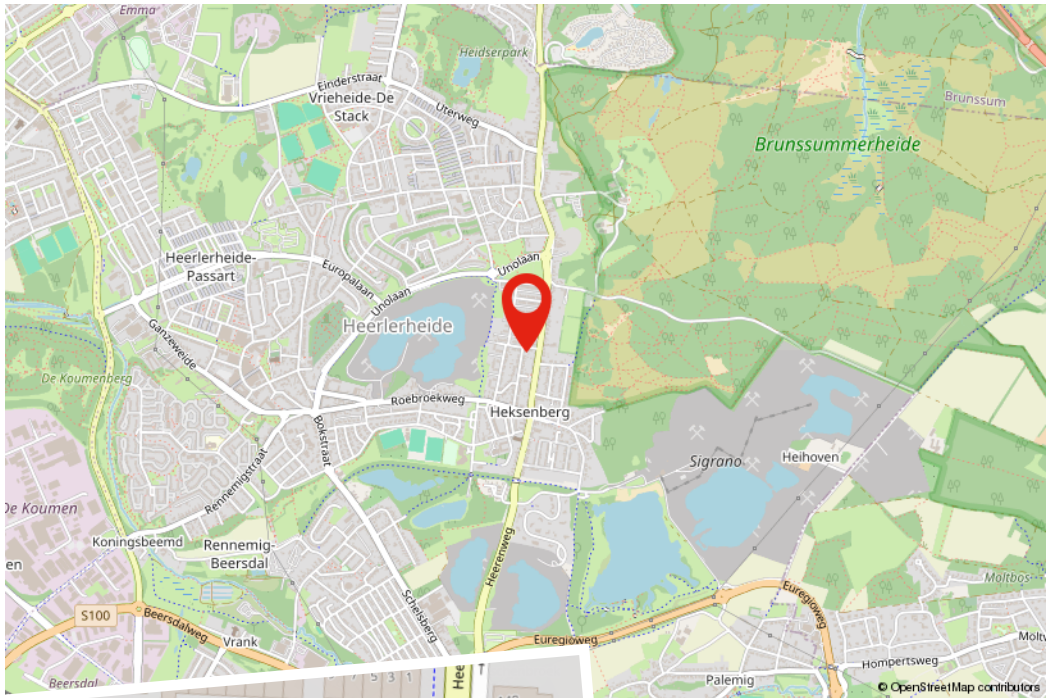 Emma
Heidserpark
Einderstraat
Vrieheide-De
Stack
Uterweg
Brunssum
Brunssummerheide
Heerlerheide-
Passart
Europalaan
Unolaan
Unolaan
Heerlerheide
Ganzeweide
De Koumenberg
Roebroekweg
Heksenberg
Bokstraat
Rennemigstraat
Sigrano
Heihoven
De Koumen
Koningsbeemd
Rennemig-
Beersdal
Heerenweg
Schelsberg
Moltbos
S100
Beersdalweg
Vrank
Euregioweg
Euregioweg
Hompertsweg
Palemig
Beersdal
© OpenStreetMap contributors